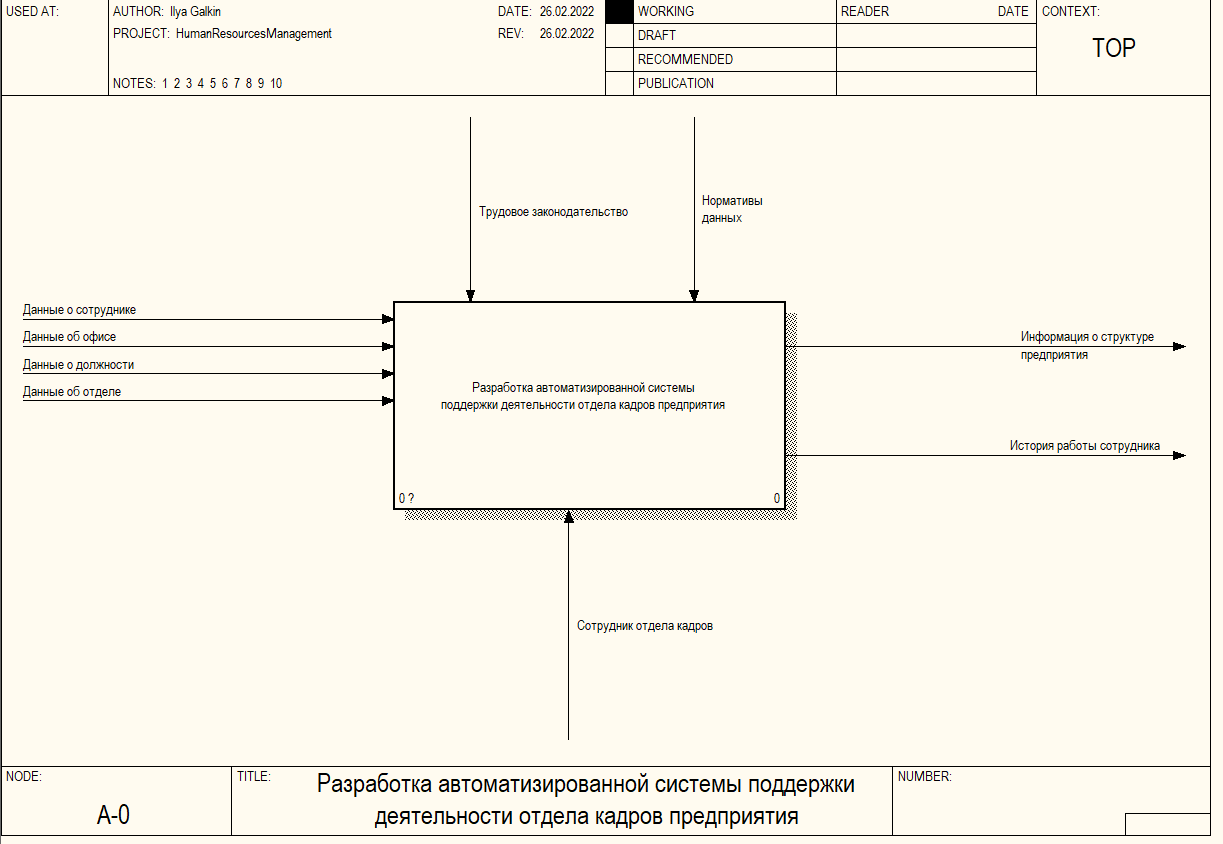 USED AT:
AUTHOR: Ilya Galkin
DATE: 26.02.2022
PROJECT: HumanResourcesManagement
REV: 26.02.2022
NOTES: 1 2 3 4 5 6 7 8 9 10
WORKING
DRAFT
RECOMMENDED
PUBLICATION
READER DATE
CONTEXT:
TOP
Трудовое законодательство
Нормативы
данных
Данные о сотруднике
Данные об офисе
Данные о должности
Данные об отделе
Разработка автоматизированной системы
поддержки деятельности отдела кадров предприятия
0 ?
0
Информация о структуре
предприятия
История работы сотрудника
Сотрудник отдела кадров
NODE:
A-0
TITLE:
Разработка автоматизированной системы поддержки
деятельности отдела кадров предприятия
NUMBER: